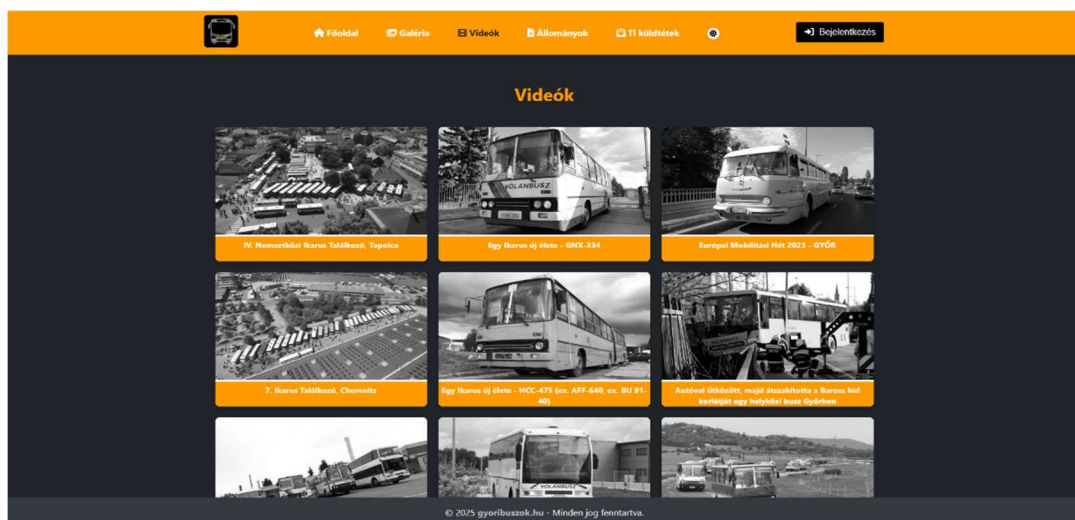 Főoldal
Galéria
Videók
Állományok
Ti küldtétek
Bejelentkezés
Videók
VOLANBUSZ
IV. Nemzetközi Ikarus Találkozó, Tapolca
Egy Ikarus új élete - GNX-334
Európai Mobilitási Hét 2023 - GYŐR
7. Ikarus Találkozó, Chemnitz
Egy Ikarus új élete - HCC-475 (ex. AFF-640, ex. BU 91-
40)
Autóval ütközött, majd átszakította a Baross híd
korlátját egy helyközi busz Győrben
VOLANBUSZ
© 2025 gyoribuszok.hu - Minden jog fenntartva.